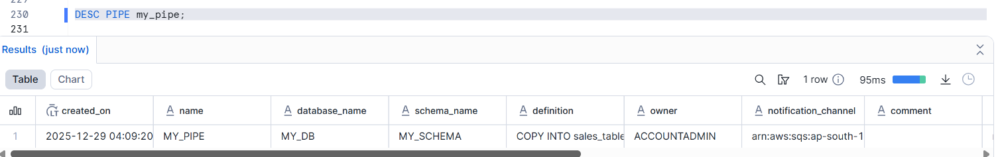 230 DESC PIPE my_pipe;
231
Results (just now)
Table Chart 1 row 95ms
created_on name database_name schema_name definition owner notification_channel comment
1 2025-12-29 04:09:20 MY_PIPE MY_DB MY_SCHEMA COPY INTO sales_table ACCOUNTADMIN arn:aws:sqs:ap-south-1